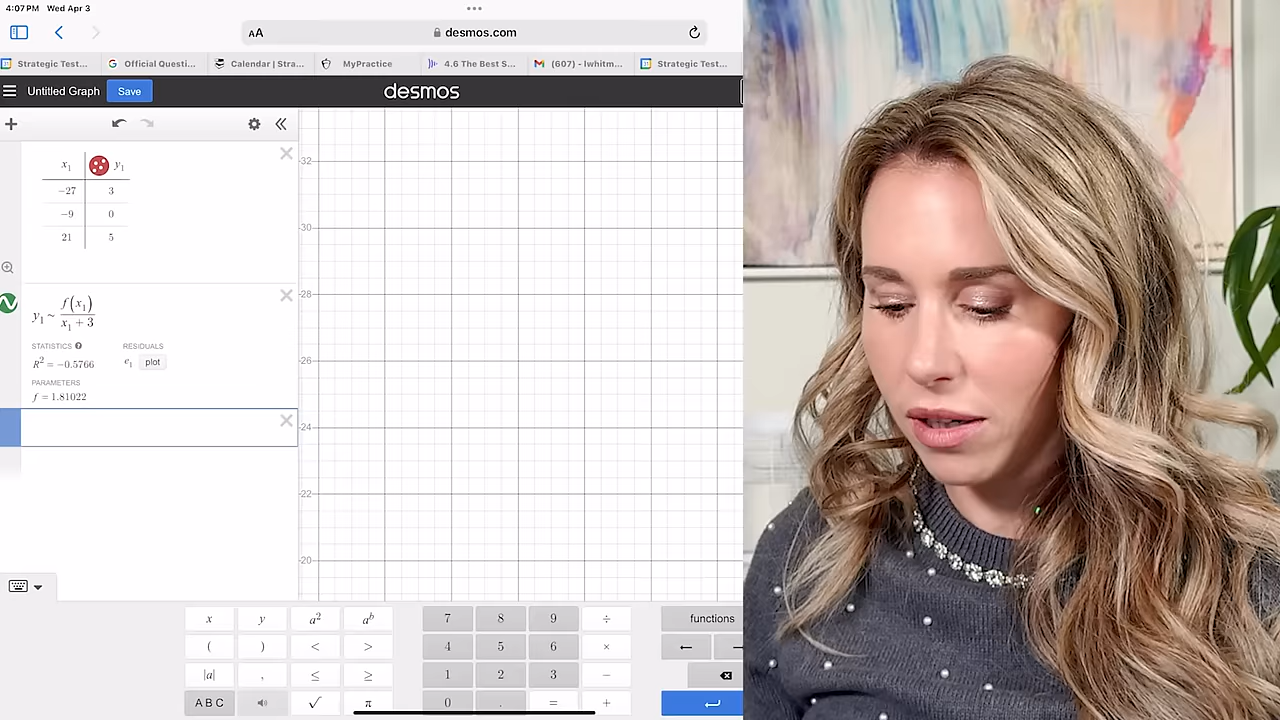 4:07 PM Wed Apr 3
AA desmos.com
Strategic Test... Official Questi... Calendar | Stra... MyPractice 4.6 The Best S... (607) - lwhitm... Strategic Test...
Untitled Graph Save desmos
x₁ y₁
−27 3
−9 0
21 5
y₁ ~ f(x₁) / x₁ + 3
STATISTICS RESIDUALS
R² = −0.5766 e₁ plot
PARAMETERS
f = 1.81022
32
30
28
26
24
22
20
x y a² aᵇ 7 8 9 ÷ functions
( ) < > 4 5 6 ×
|a| , ≤ ≥ 1 2 3 −
A B C √ π 0 . = +